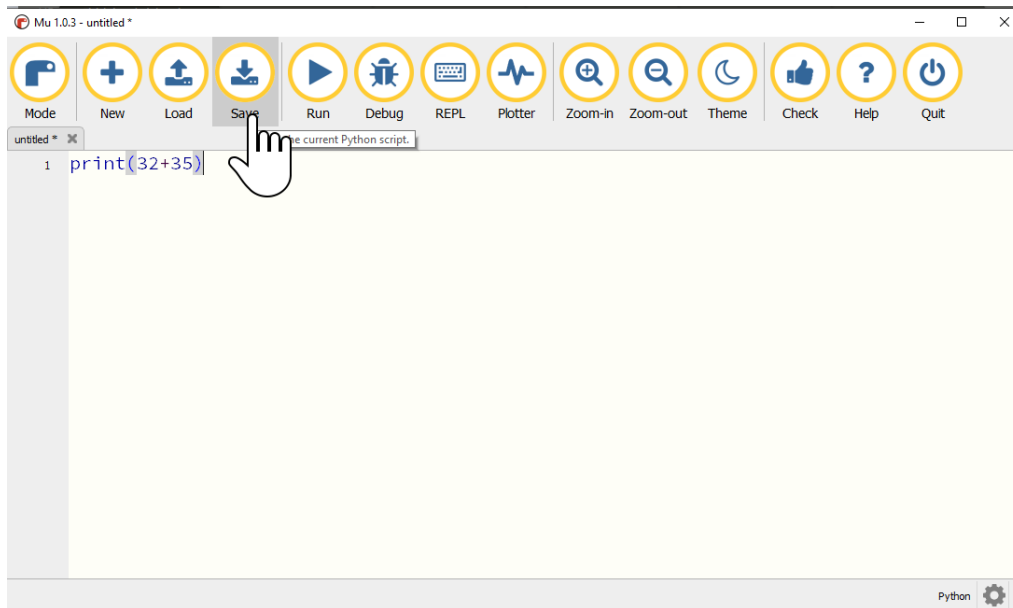 Mu 1.0.3 - untitled *
Mode New Load Save Run Debug REPL Plotter Zoom-in Zoom-out Theme Check Help Quit
untitled *
current Python script.
1 print(32+35)
Python